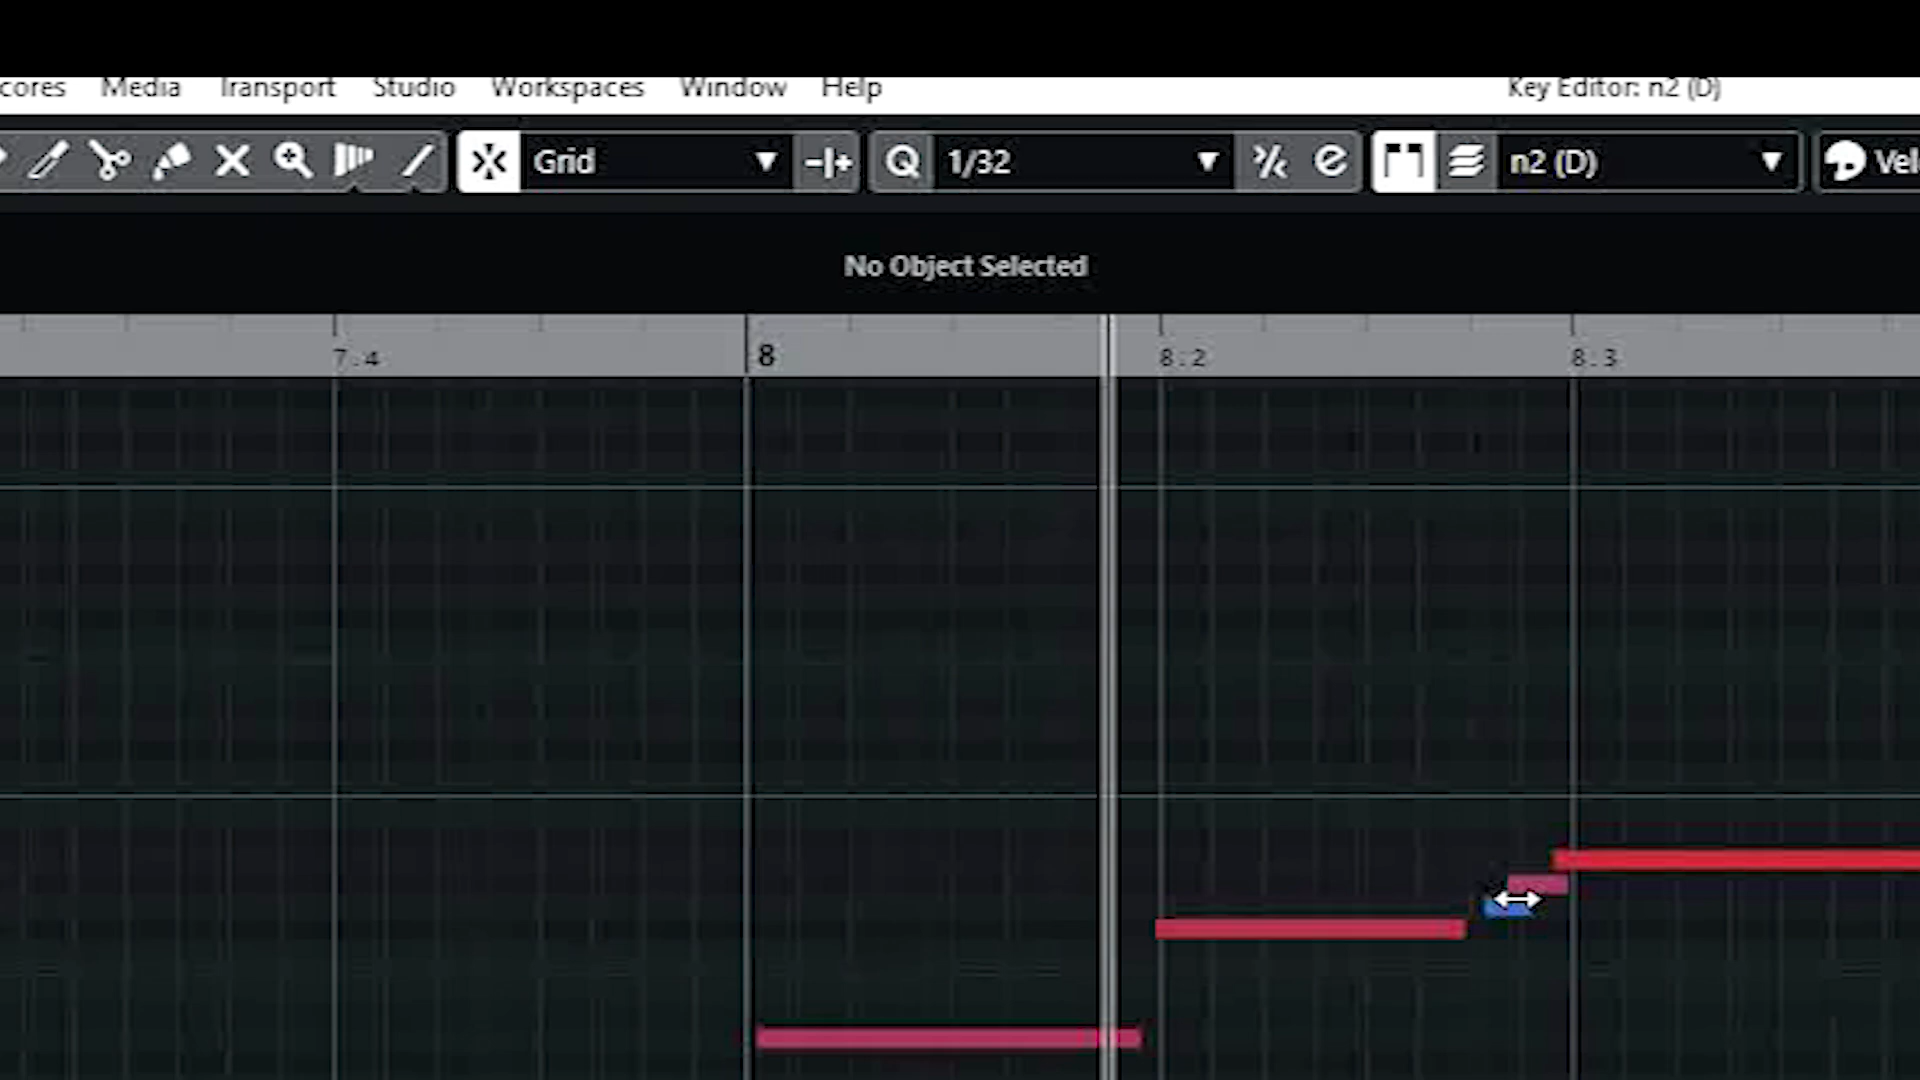 cores Media Transport Studio Workspaces Window Help Key Editor: n2 (D)
Grid Q 1/32 e n2 (D) Vel
No Object Selected
7.4 8 8.2 8.3